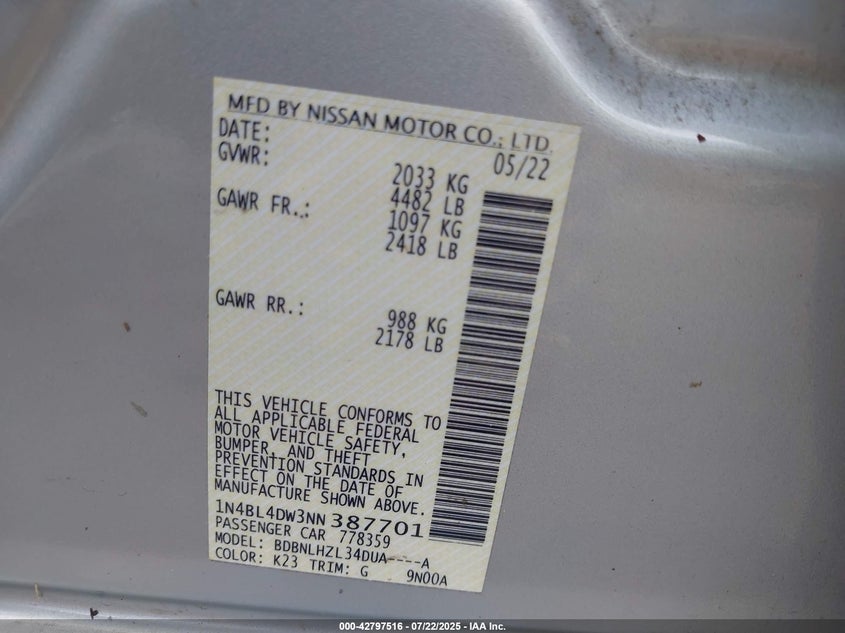 MFD BY NISSAN MOTOR CO., LTD.
DATE: 05/22
GVWR: 2033 KG
4482 LB
GAWR FR.: 1097 KG
2418 LB
GAWR RR.: 988 KG
2178 LB
THIS VEHICLE CONFORMS TO
ALL APPLICABLE FEDERAL
MOTOR VEHICLE SAFETY,
BUMPER, AND THEFT
PREVENTION STANDARDS IN
EFFECT ON THE DATE OF
MANUFACTURE SHOWN ABOVE.
1N4BL4DW3NN387701
PASSENGER CAR 778359
MODEL: BDBNLHZL34DUA----A
COLOR: K23 TRIM: G 9N00A
000-42797516 - 07/22/2025 - IAA Inc.